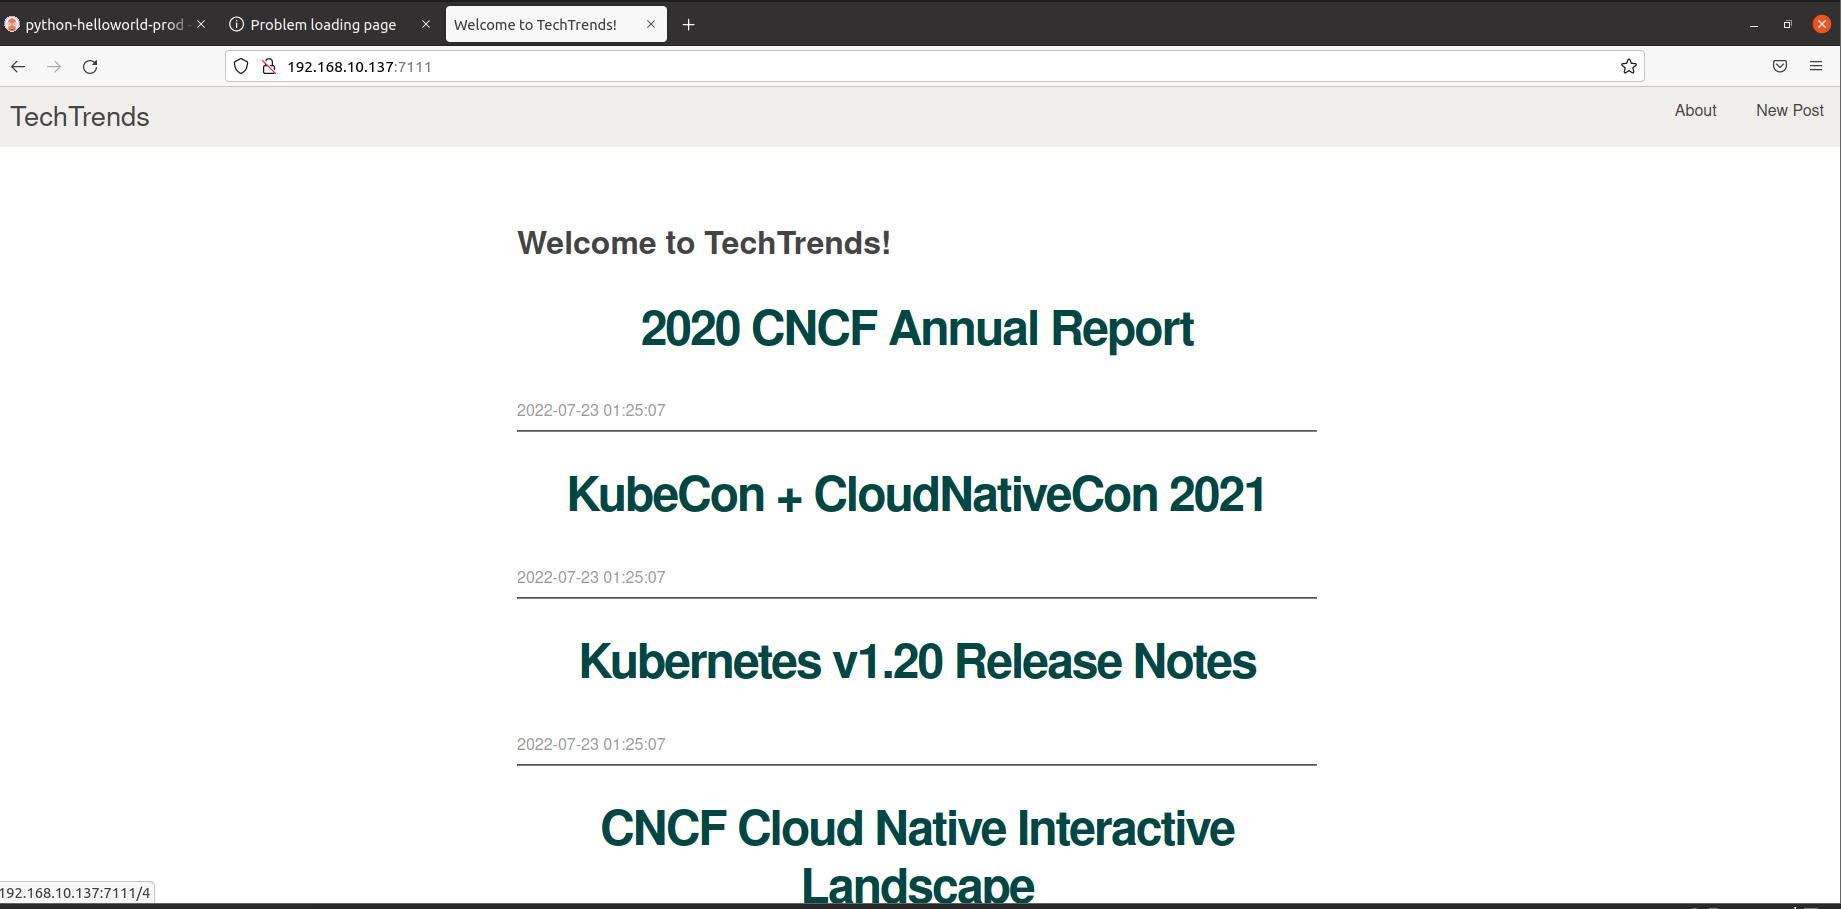 python-helloworld-prod
Problem loading page
Welcome to TechTrends!
192.168.10.137:7111
TechTrends
About
New Post
Welcome to TechTrends!
2020 CNCF Annual Report
2022-07-23 01:25:07
KubeCon + CloudNativeCon 2021
2022-07-23 01:25:07
Kubernetes v1.20 Release Notes
2022-07-23 01:25:07
CNCF Cloud Native Interactive
Landscape
192.168.10.137:7111/4